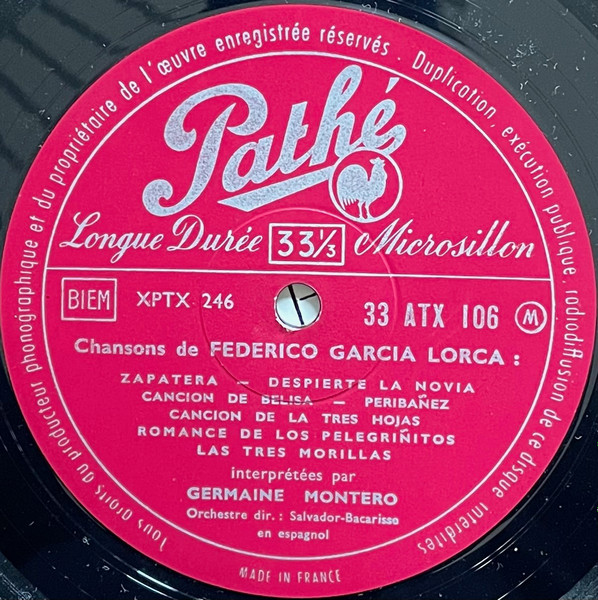 Tous droits du producteur phonographique et du propriétaire de l'œuvre enregistrée réservés. Duplication, exécution publique, radiodiffusion de ce disque interdites
Pathé
Longue Durée 33⅓ Microsillon
BIEM XPTX 246 33 ATX 106 M
Chansons de FEDERICO GARCIA LORCA :
ZAPATERA — DESPIERTE LA NOVIA
CANCION DE BELISA — PERIBAÑEZ
CANCION DE LA TRES HOJAS
ROMANCE DE LOS PELEGRIÑITOS
LAS TRES MORILLAS
interprétées par
GERMAINE MONTERO
Orchestre dir. : Salvador-Bacarisse
en espagnol
MADE IN FRANCE